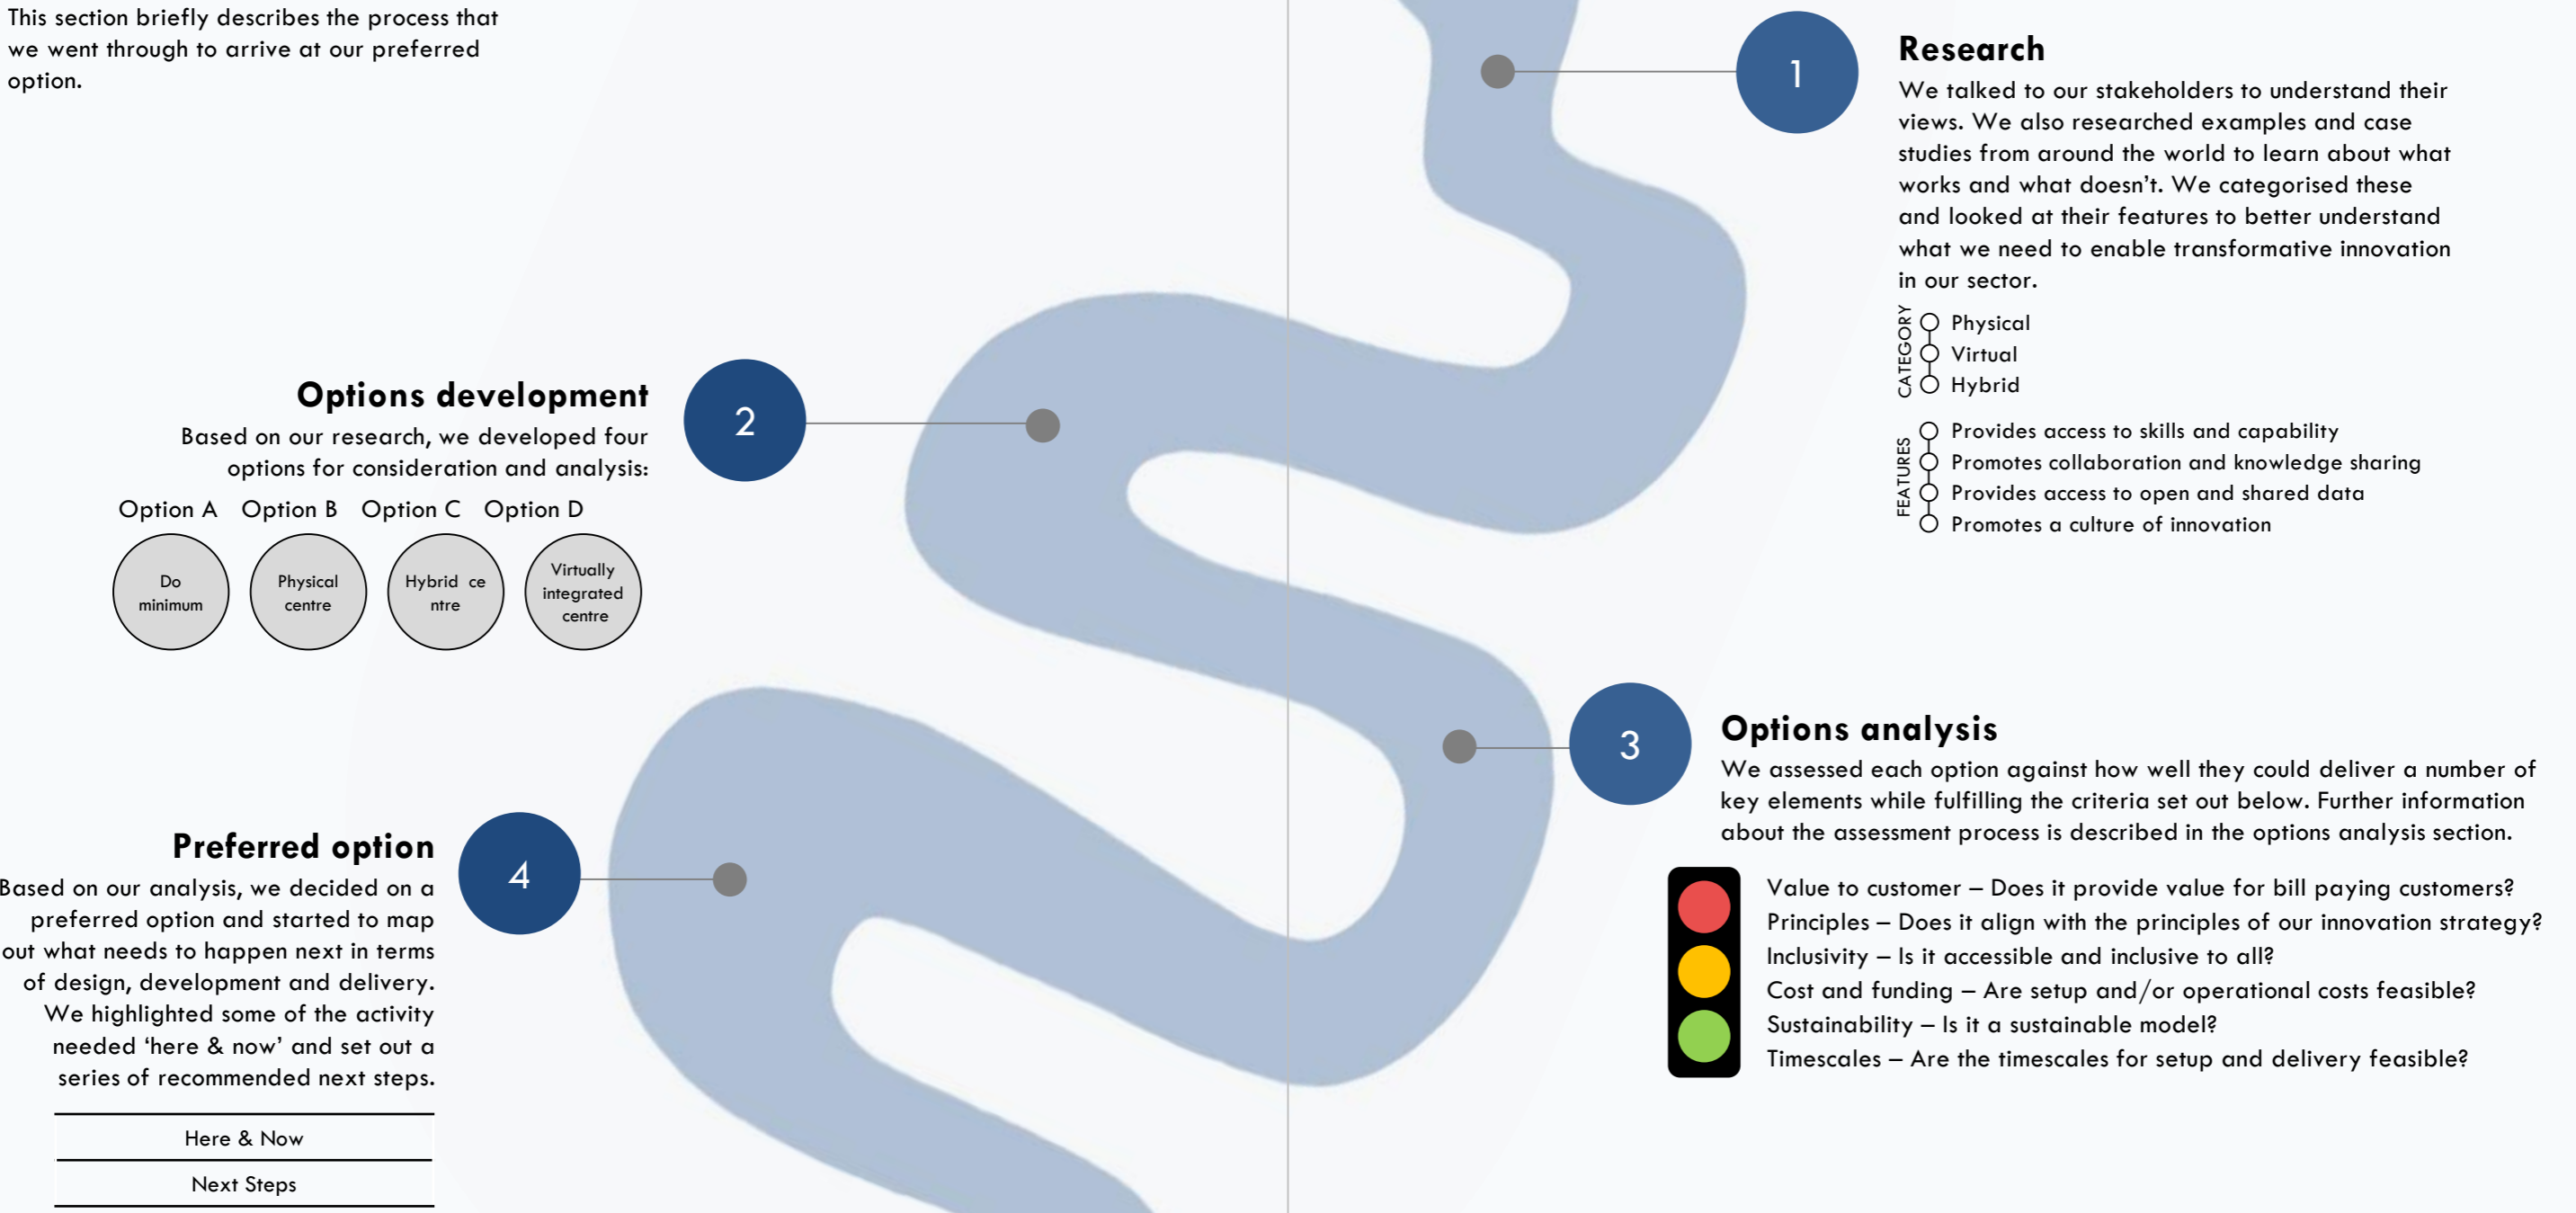 This section briefly describes the process that
we went through to arrive at our preferred
option.
1
Research
We talked to our stakeholders to understand their
views. We also researched examples and case
studies from around the world to learn about what
works and what doesn’t. We categorised these
and looked at their features to better understand
what we need to enable transformative innovation
in our sector.
CATEGORY
Physical
Virtual
Hybrid
FEATURES
Provides access to skills and capability
Promotes collaboration and knowledge sharing
Provides access to open and shared data
Promotes a culture of innovation
2
Options development
Based on our research, we developed four
options for consideration and analysis:
Option A Option B Option C Option D
Do
minimum
Physical
centre
Hybrid ce
ntre
Virtually
integrated
centre
3
Options analysis
We assessed each option against how well they could deliver a number of
key elements while fulfilling the criteria set out below. Further information
about the assessment process is described in the options analysis section.
Value to customer – Does it provide value for bill paying customers?
Principles – Does it align with the principles of our innovation strategy?
Inclusivity – Is it accessible and inclusive to all?
Cost and funding – Are setup and/or operational costs feasible?
Sustainability – Is it a sustainable model?
Timescales – Are the timescales for setup and delivery feasible?
4
Preferred option
Based on our analysis, we decided on a
preferred option and started to map
out what needs to happen next in terms
of design, development and delivery.
We highlighted some of the activity
needed ‘here & now’ and set out a
series of recommended next steps.
Here & Now
Next Steps